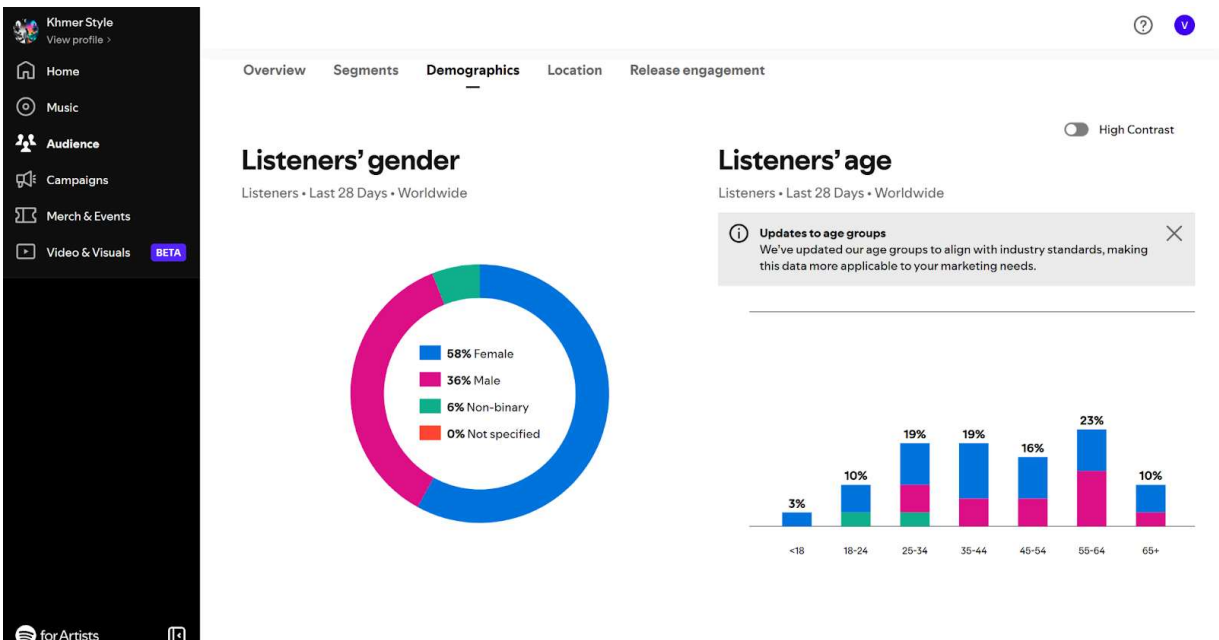 Khmer Style
View profile >
Home
Music
Audience
Campaigns
Merch & Events
Video & Visuals BETA
for Artists
V
Overview Segments Demographics Location Release engagement
High Contrast
Listeners' gender
Listeners • Last 28 Days • Worldwide
58% Female
36% Male
6% Non-binary
0% Not specified
Listeners' age
Listeners • Last 28 Days • Worldwide
Updates to age groups
We've updated our age groups to align with industry standards, making
this data more applicable to your marketing needs.
3% 10% 19% 19% 16% 23% 10%
<18 18-24 25-34 35-44 45-54 55-64 65+